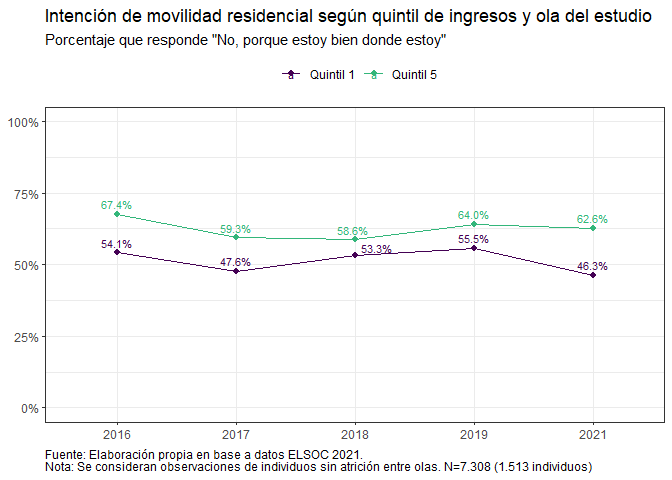 Intención de movilidad residencial según quintil de ingresos y ola del estudio
Porcentaje que responde "No, porque estoy bien donde estoy"
a Quintil 1 a Quintil 5
100%
75%
50%
25%
0%
67.4%
59.3%
58.6%
64.0%
62.6%
54.1%
47.6%
53.3%
55.5%
46.3%
2016 2017 2018 2019 2021
Fuente: Elaboración propia en base a datos ELSOC 2021.
Nota: Se consideran observaciones de individuos sin atrición entre olas. N=7.308 (1.513 individuos)